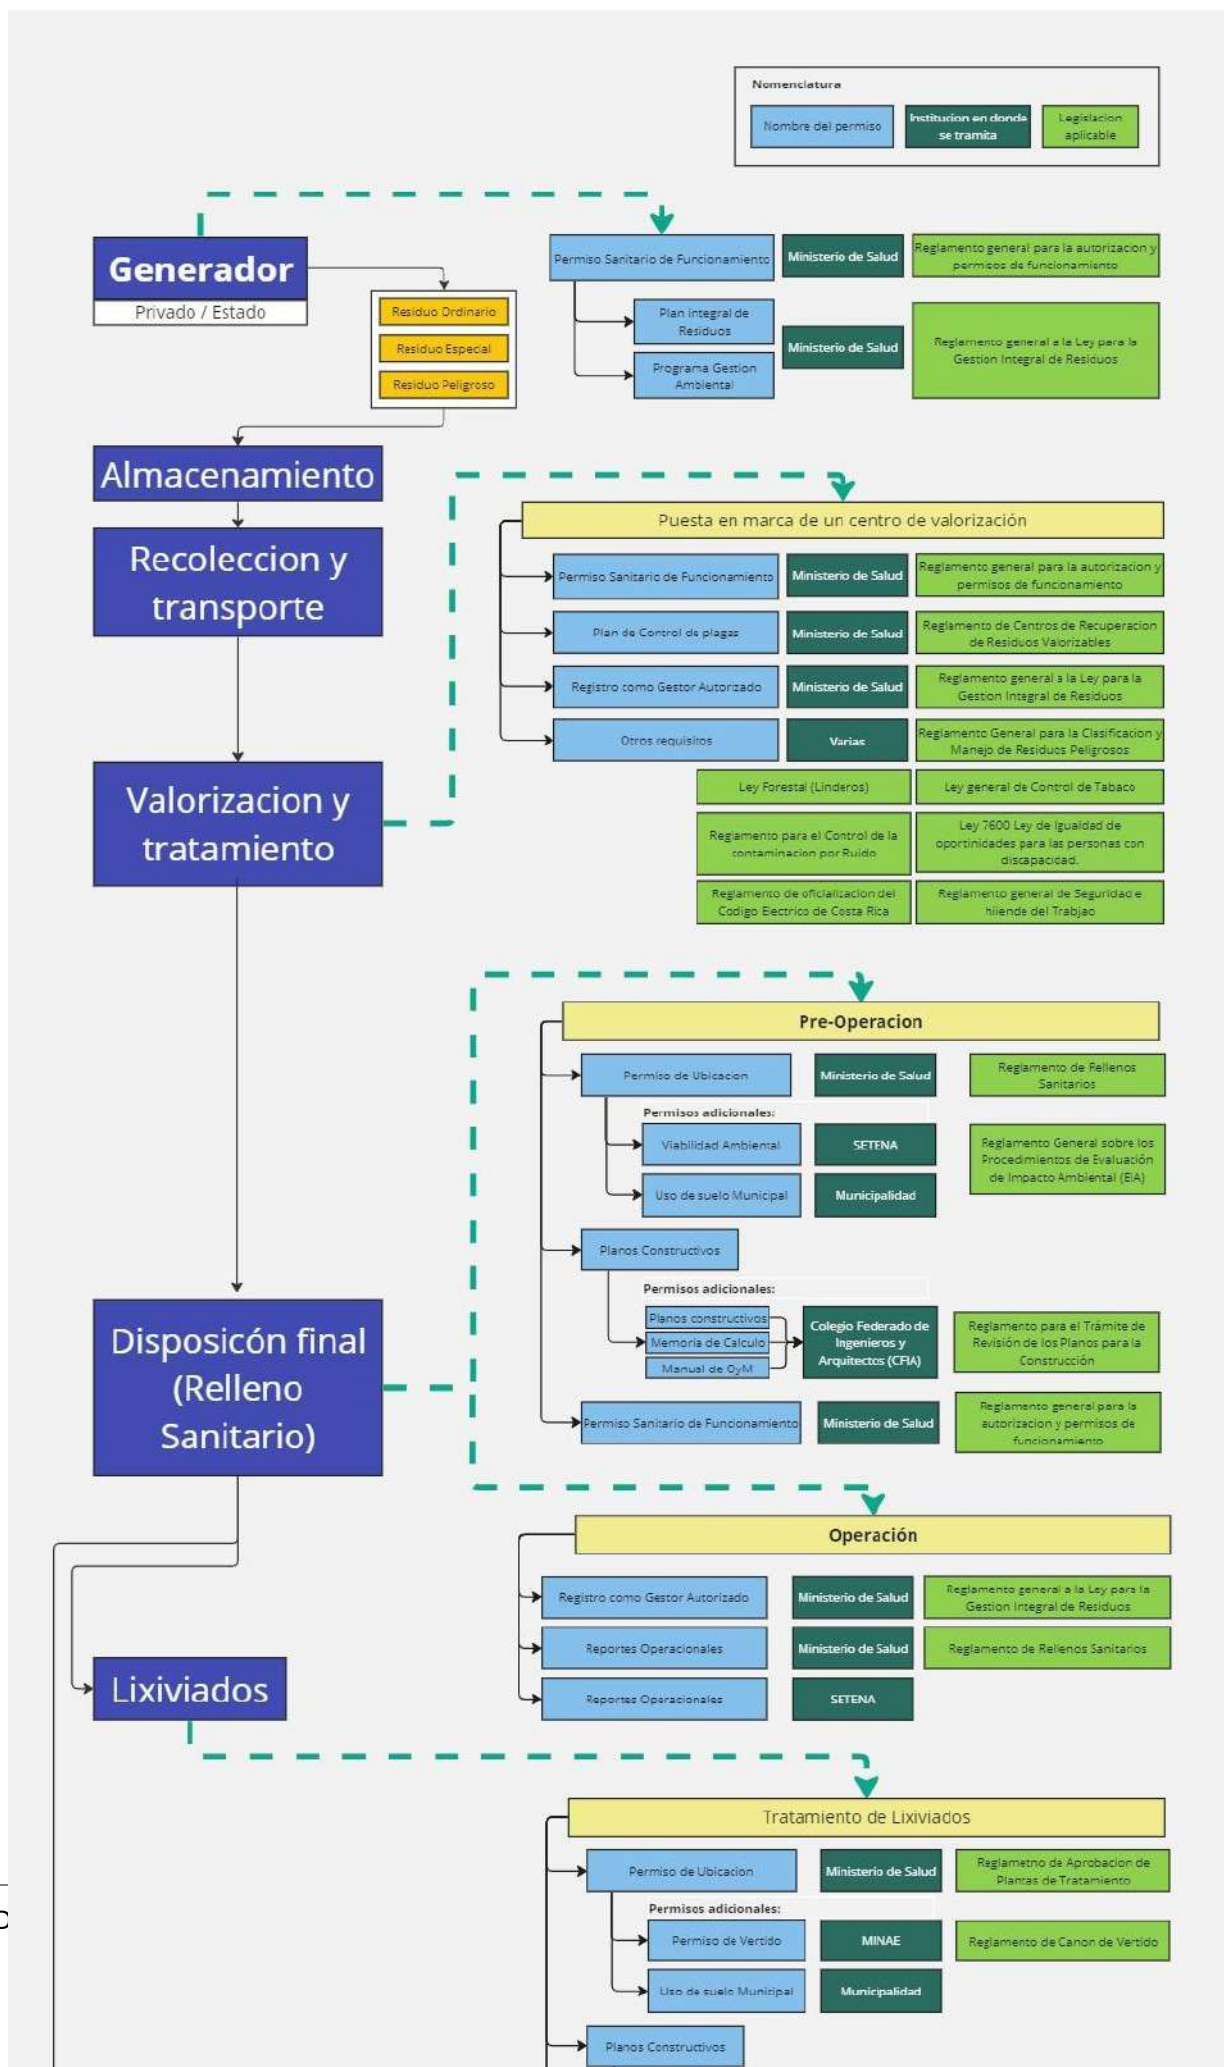 Nomenclatura
Nombre del permiso
Institucion en donde
se tramita
Legislacion
aplicable
Generador
Privado / Estado
Residuo Ordinario
Residuo Especial
Residuo Peligroso
Permiso Sanitario de Funcionamiento
Ministerio de Salud
Reglamento general para la autorizacion y
permisos de funcionamiento
Plan integral de
Residuos
Programa Gestion
Ambiental
Ministerio de Salud
Reglamento general a la Ley para la
Gestion Integral de Residuos
Almacenamiento
Recoleccion y
transporte
Valorizacion y
tratamiento
Puesta en marca de un centro de valorización
Permiso Sanitario de Funcionamiento
Ministerio de Salud
Reglamento general para la autorizacion y
permisos de funcionamiento
Plan de Control de plagas
Ministerio de Salud
Reglamento de Centros de Recuperacion
de Residuos Valorizables
Registro como Gestor Autorizado
Ministerio de Salud
Reglamento general a la Ley para la
Gestion Integral de Residuos
Otros requisitos
Varias
Reglamento General para la Clasificacion y
Manejo de Residuos Peligrosos
Ley Forestal (Linderos)
Ley general de Control de Tabaco
Reglamento para el Control de la
contaminacion por Ruido
Ley 7600 Ley de Igualdad de
oportinidades para las personas con
discapacidad.
Reglamento de oficializacion del
Codigo Electrico de Costa Rica
Reglamento general de Seguridad e
hiiende del Trabjao
Pre-Operacion
Permiso de Ubicacion
Ministerio de Salud
Reglamento de Rellenos
Sanitarios
Permisos adicionales:
Viabilidad Ambiental
SETENA
Reglamento General sobre los
Procedimientos de Evaluación
de Impacto Ambiental (EIA)
Uso de suelo Municipal
Municipalidad
Planos Constructivos
Permisos adicionales:
Planos constructivos
Memoria de Calculo
Manual de OyM
Colegio Federado de
Ingenieros y
Arquitectos (CFIA)
Reglamento para el Trámite de
Revisión de los Planos para la
Construcción
Permiso Sanitario de Funcionamiento
Ministerio de Salud
Reglamento general para la
autorizacion y permisos de
funcionamiento
Disposicón final
(Relleno
Sanitario)
Operación
Registro como Gestor Autorizado
Ministerio de Salud
Reglamento general a la Ley para la
Gestion Integral de Residuos
Reportes Operacionales
Ministerio de Salud
Reglamento de Rellenos Sanitarios
Reportes Operacionales
SETENA
Lixiviados
Tratamiento de Lixiviados
Permiso de Ubicacion
Ministerio de Salud
Reglametno de Aprobacion de
Plantas de Tratamiento
Permisos adicionales:
Permiso de Vertido
MINAE
Reglamento de Canon de Vertido
Uso de suelo Municipal
Municipalidad
Planos Constructivos